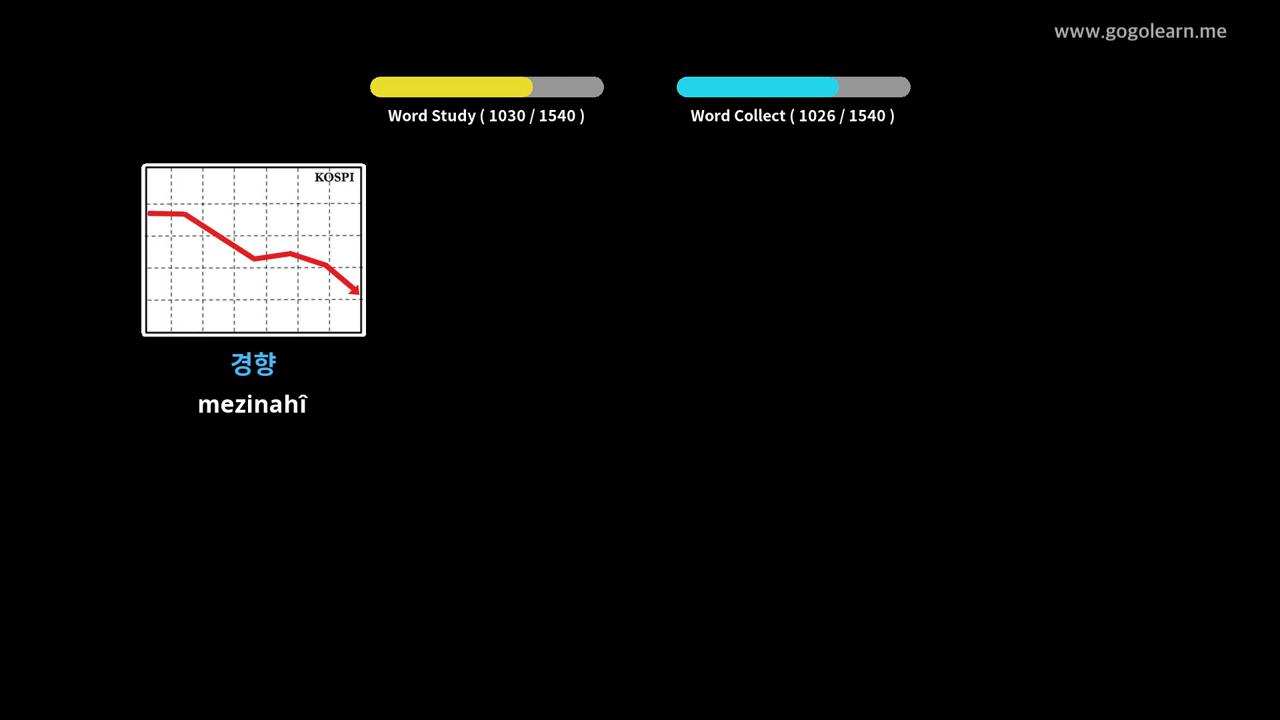 www.gogolearn.me
Word Study ( 1030 / 1540 )
Word Collect ( 1026 / 1540 )
KOSPI
경향
mezinahî